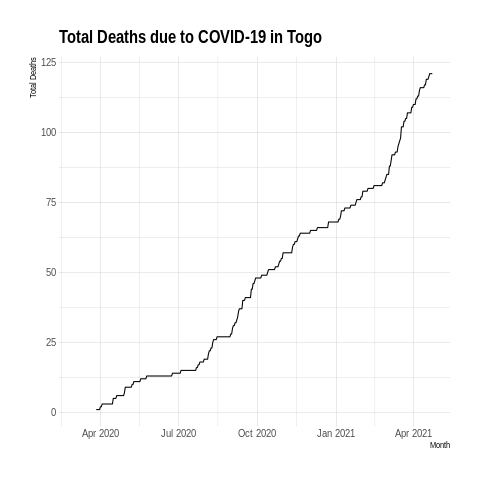 Total Deaths due to COVID-19 in Togo
Total Deaths
125
100
75
50
25
0
Apr 2020 Jul 2020 Oct 2020 Jan 2021 Apr 2021
Month